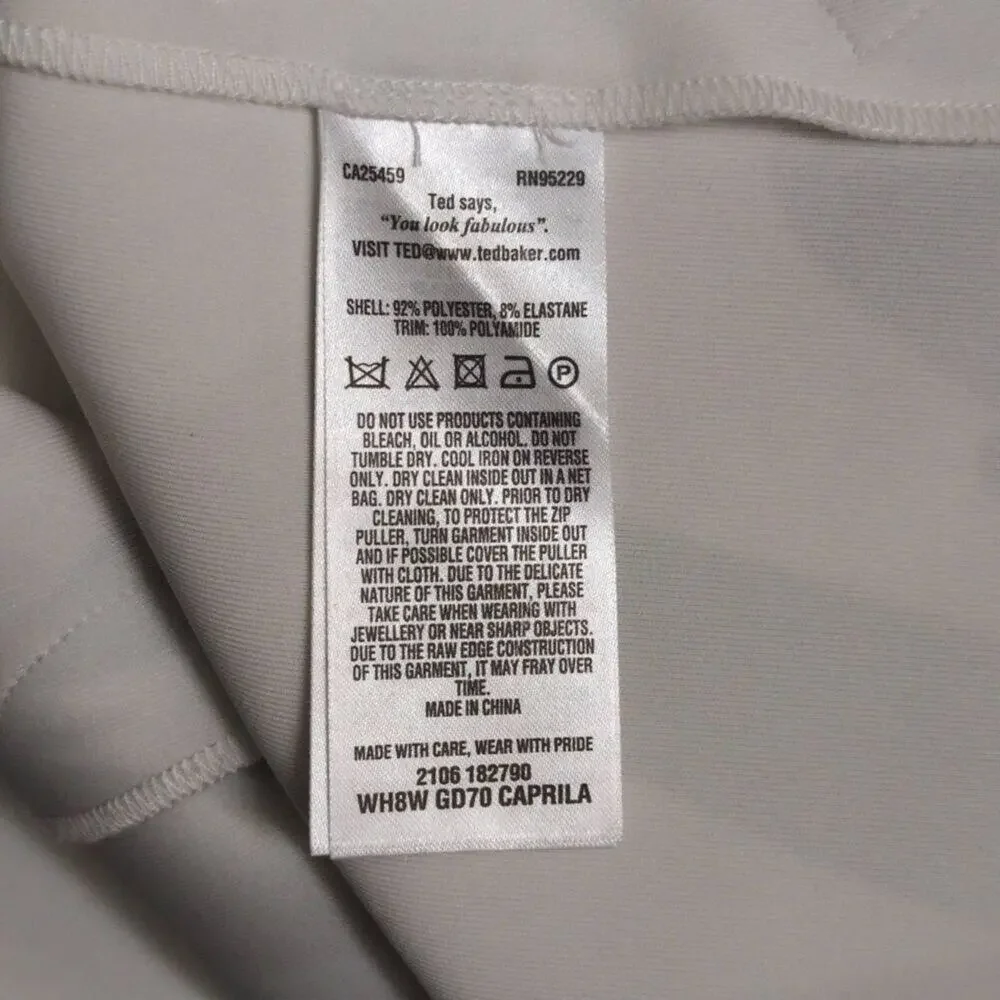 CA25459 RN95229
Ted says,
"You look fabulous".
VISIT TED@www.tedbaker.com
SHELL: 92% POLYESTER, 8% ELASTANE
TRIM: 100% POLYAMIDE
P
DO NOT USE PRODUCTS CONTAINING
BLEACH, OIL OR ALCOHOL. DO NOT
TUMBLE DRY. COOL IRON ON REVERSE
ONLY. DRY CLEAN INSIDE OUT IN A NET
BAG. DRY CLEAN ONLY. PRIOR TO DRY
CLEANING, TO PROTECT THE ZIP
PULLER, TURN GARMENT INSIDE OUT
AND IF POSSIBLE COVER THE PULLER
WITH CLOTH. DUE TO THE DELICATE
NATURE OF THIS GARMENT, PLEASE
TAKE CARE WHEN WEARING WITH
JEWELLERY OR NEAR SHARP OBJECTS.
DUE TO THE RAW EDGE CONSTRUCTION
OF THIS GARMENT, IT MAY FRAY OVER
TIME.
MADE IN CHINA
MADE WITH CARE, WEAR WITH PRIDE
2106 182790
WH8W GD70 CAPRILA